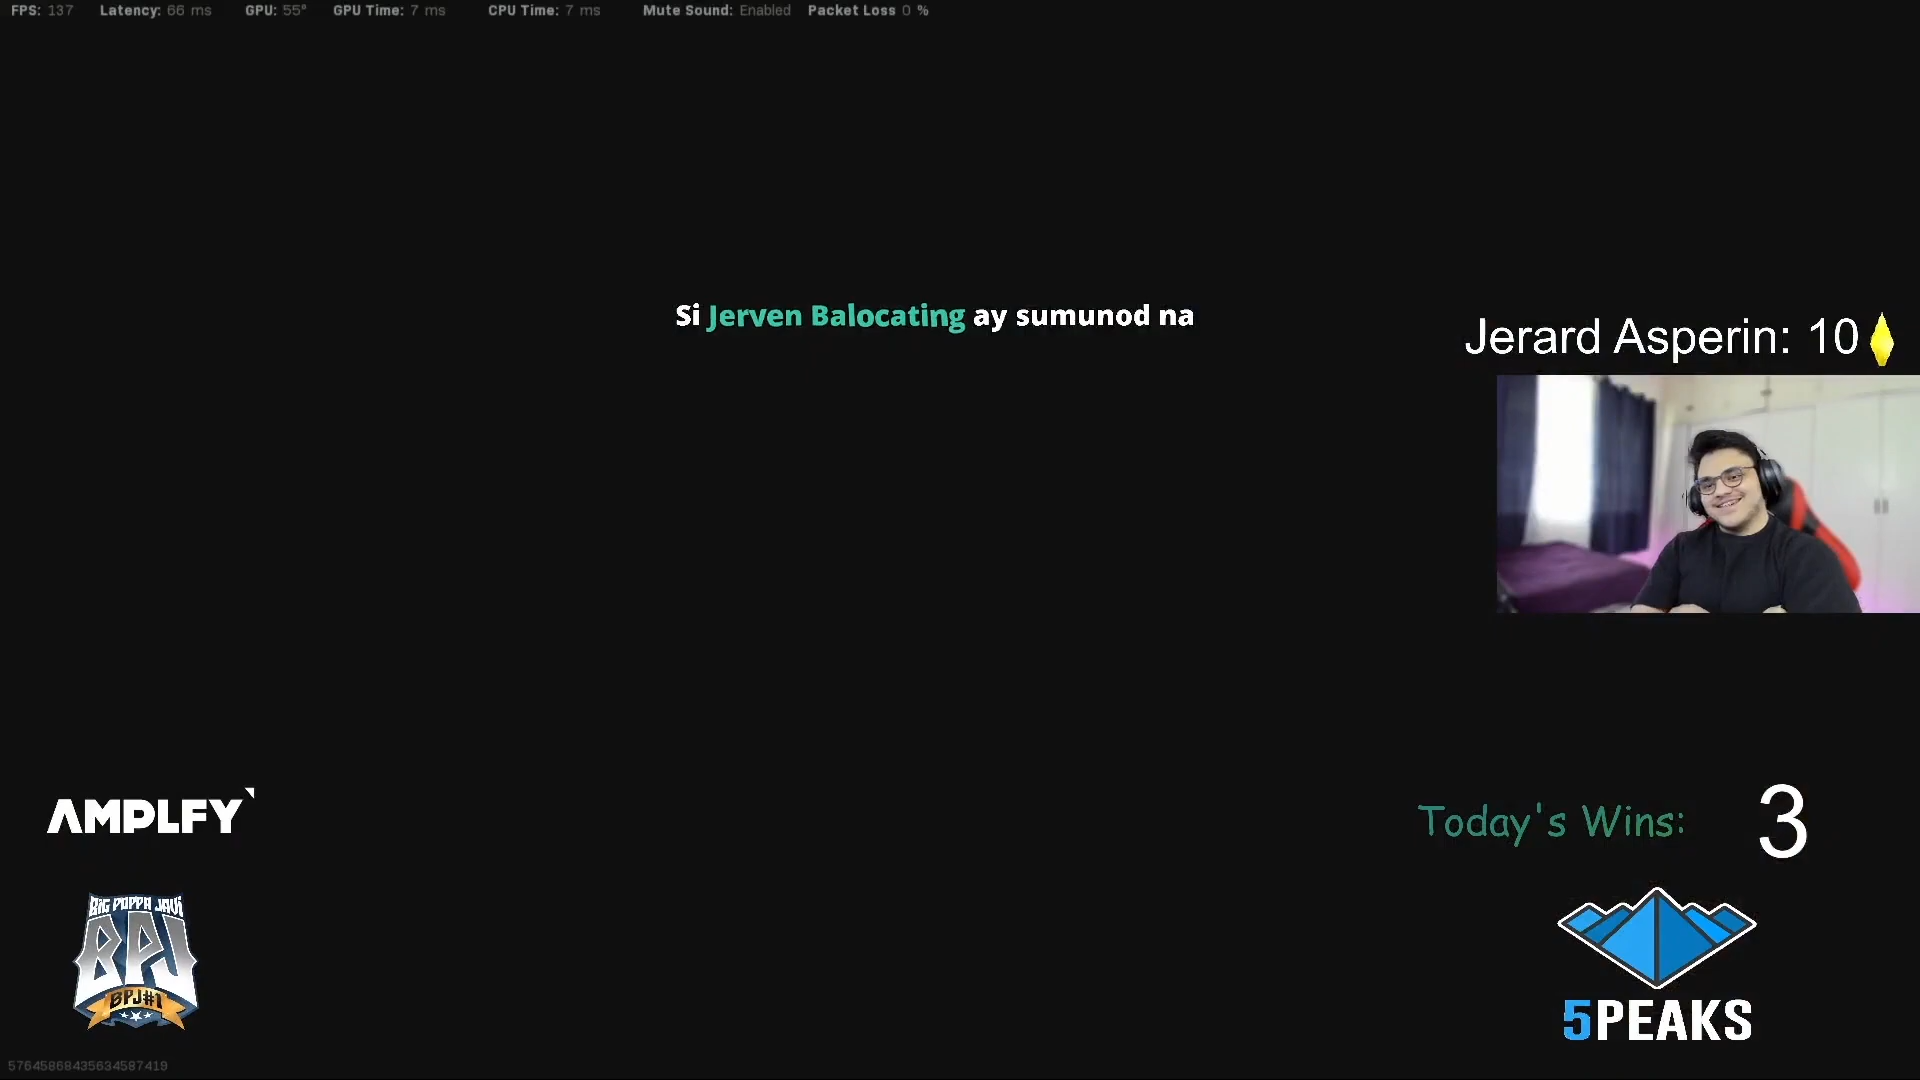 FPS: 137 Latency: 66 ms GPU: 55° GPU Time: 7 ms CPU Time: 7 ms Mute Sound: Enabled Packet Loss 0 %
Si Jerven Balocating ay sumunod na
Jerard Asperin: 10
AMPLFY
Today's Wins: 3
BIG POPPA JAVI
BPJ
BPJ#1
5PEAKS
57645868435634587419